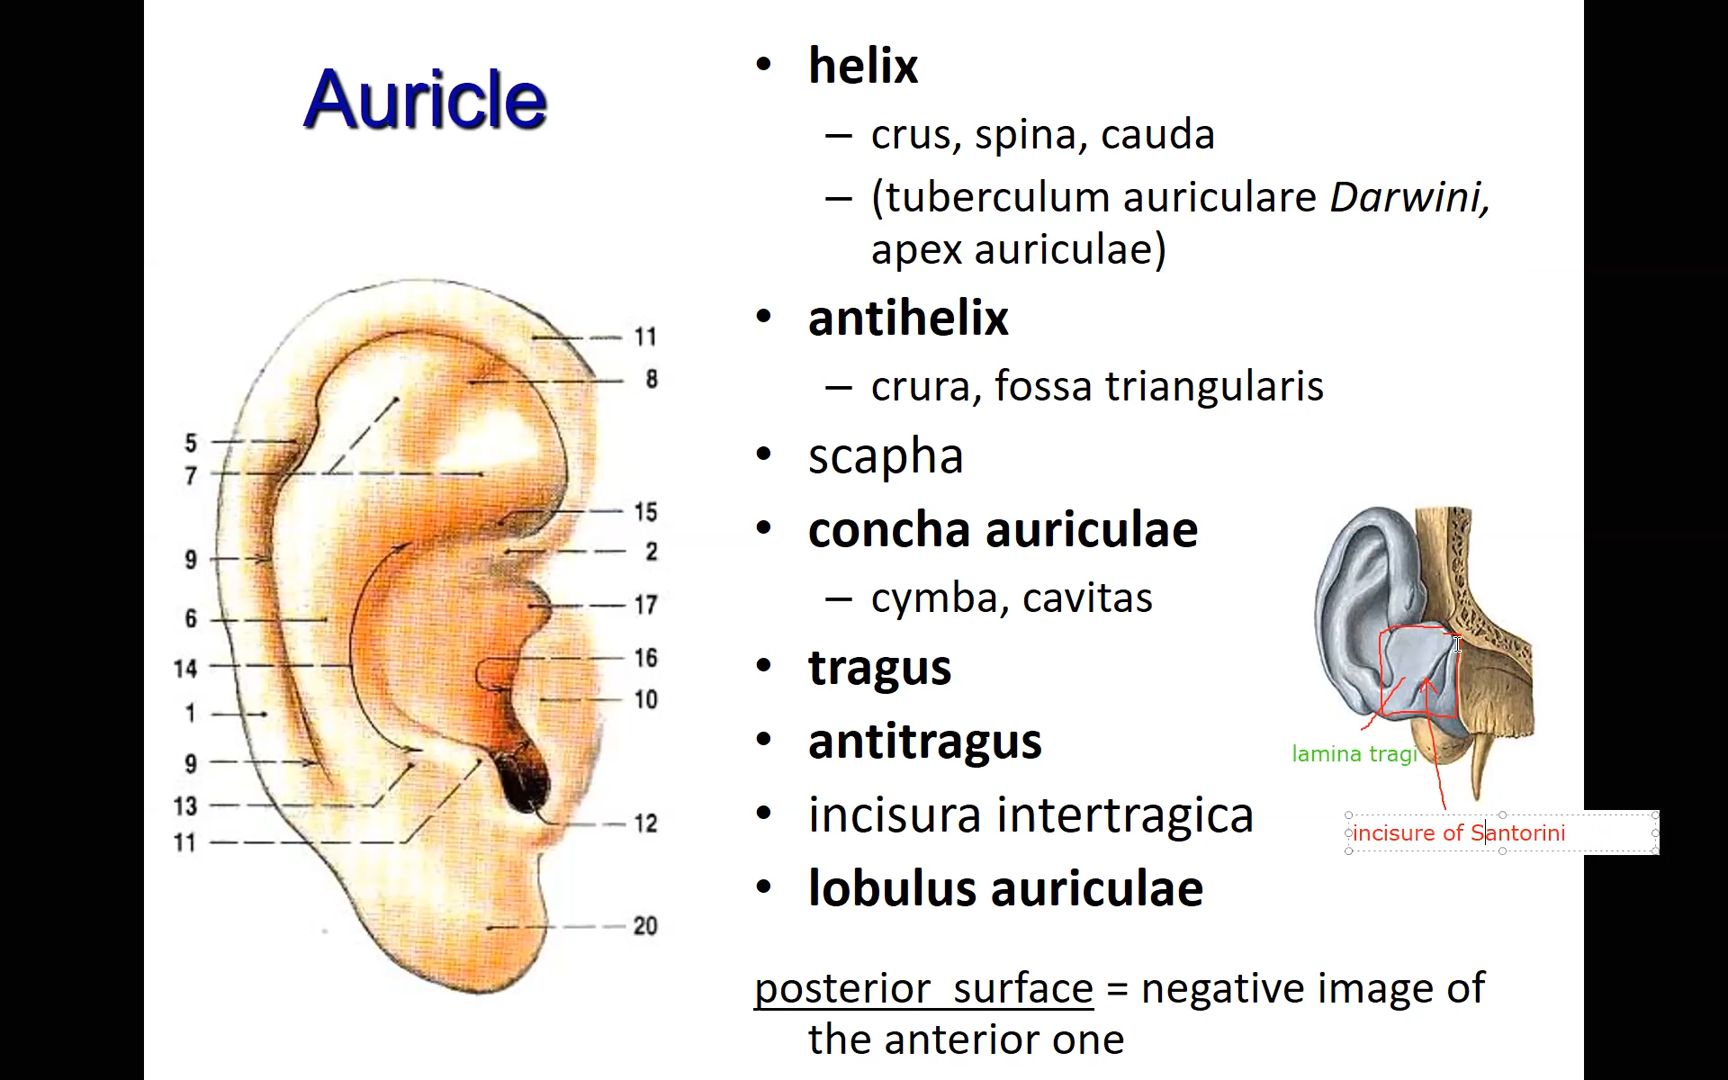 Auricle
• helix
– crus, spina, cauda
– (tuberculum auriculare Darwini,
apex auriculae)
• antihelix
– crura, fossa triangularis
• scapha
• concha auriculae
– cymba, cavitas
• tragus
• antitragus
• incisura intertragica
• lobulus auriculae
posterior surface = negative image of
the anterior one
11
8
5
7
15
9
2
17
6
16
14
10
1
9
13
12
11
20
lamina tragi
incisure of Santorini